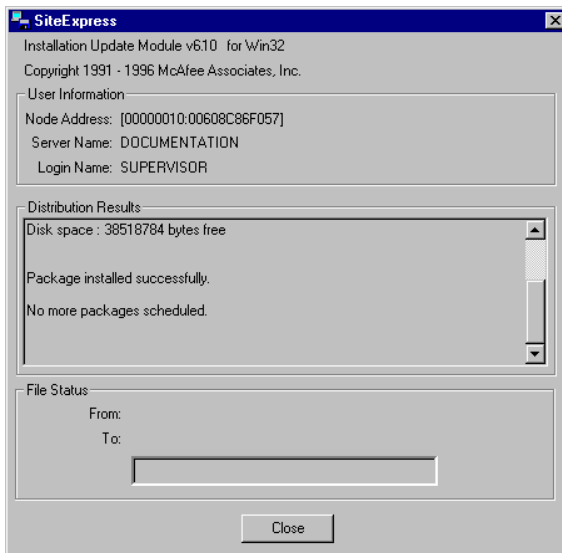 SiteExpress
Installation Update Module v6.10 for Win32
Copyright 1991 - 1996 McAfee Associates, Inc.
User Information
Node Address: [00000010:00608C86F057]
Server Name: DOCUMENTATION
Login Name: SUPERVISOR
Distribution Results
Disk space : 38518784 bytes free
Package installed successfully.
No more packages scheduled.
File Status
From:
To:
Close